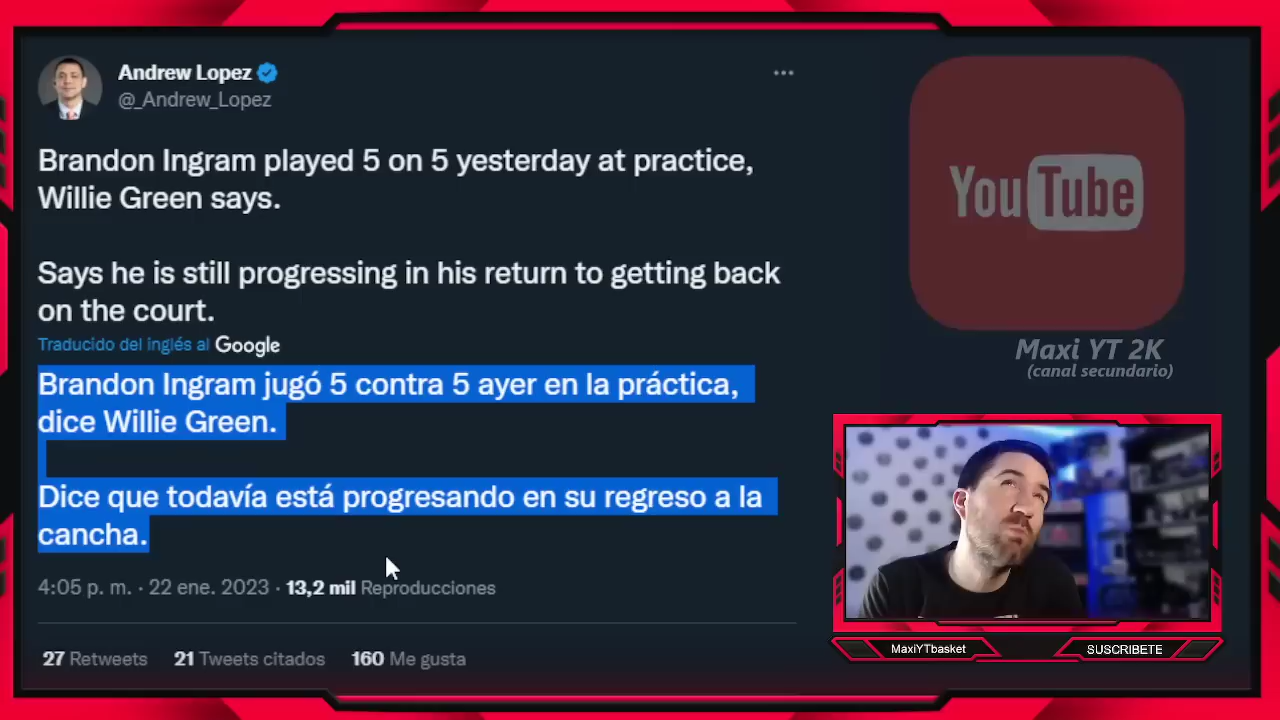 Andrew Lopez
@_Andrew_Lopez
Brandon Ingram played 5 on 5 yesterday at practice,
Willie Green says.
Says he is still progressing in his return to getting back
on the court.
Traducido del inglés al Google
Brandon Ingram jugó 5 contra 5 ayer en la práctica,
dice Willie Green.
Dice que todavía está progresando en su regreso a la
cancha.
4:05 p. m. · 22 ene. 2023 · 13,2 mil Reproducciones
27 Retweets 21 Tweets citados 160 Me gusta
YouTube
Maxi YT 2K
(canal secundario)
MaxiYTbasket
SUSCRIBETE